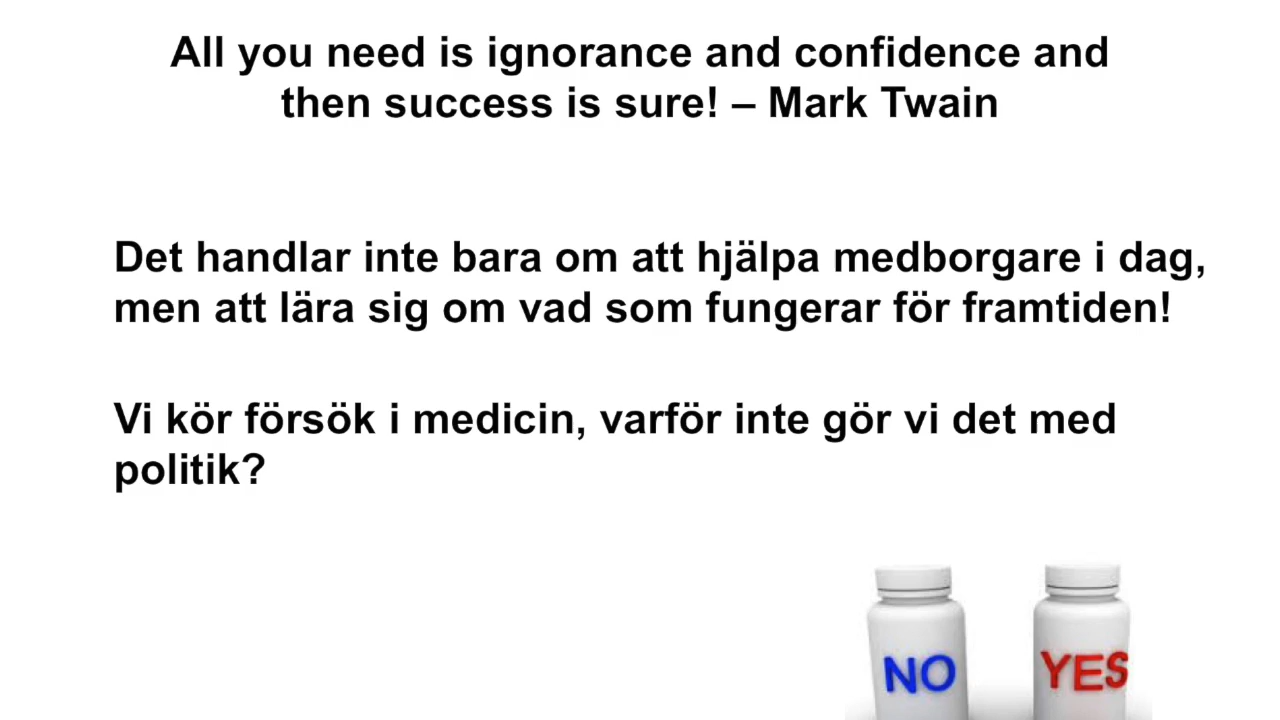 All you need is ignorance and confidence and
then success is sure! – Mark Twain
Det handlar inte bara om att hjälpa medborgare i dag,
men att lära sig om vad som fungerar för framtiden!
Vi kör försök i medicin, varför inte gör vi det med
politik?
NO
YES